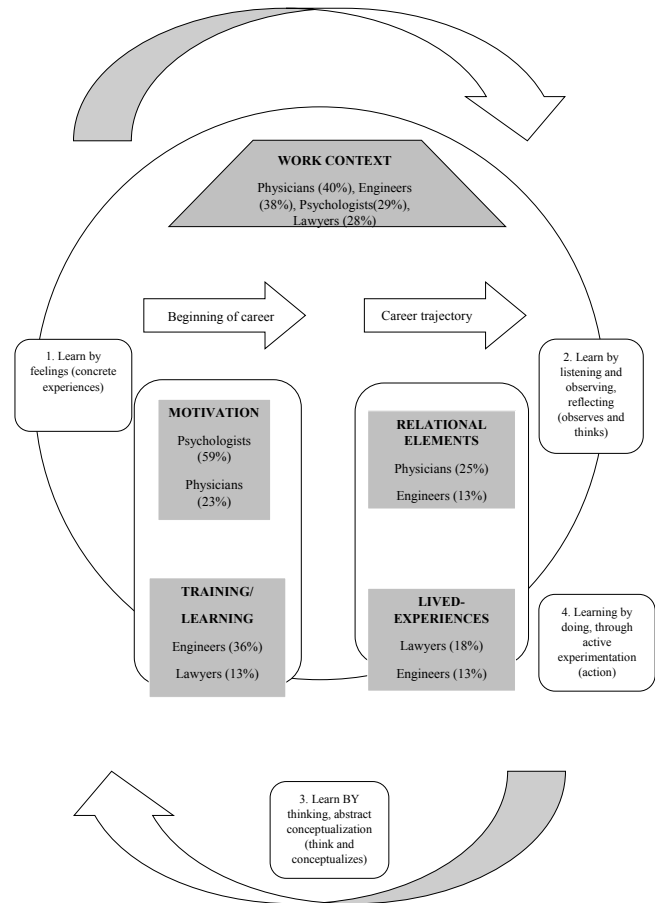 WORK CONTEXT
Physicians (40%), Engineers
(38%), Psychologists(29%),
Lawyers (28%)
Beginning of career
Career trajectory
1. Learn by
feelings (concrete
experiences)
2. Learn by
listening and
observing,
reflecting
(observes and
thinks)
MOTIVATION
Psychologists
(59%)
Physicians
(23%)
RELATIONAL
ELEMENTS
Physicians (25%)
Engineers (13%)
TRAINING/
LEARNING
Engineers (36%)
Lawyers (13%)
LIVED-
EXPERIENCES
Lawyers (18%)
Engineers (13%)
4. Learning by
doing, through
active
experimentation
(action)
3. Learn BY
thinking, abstract
conceptualization
(think and
conceptualizes)